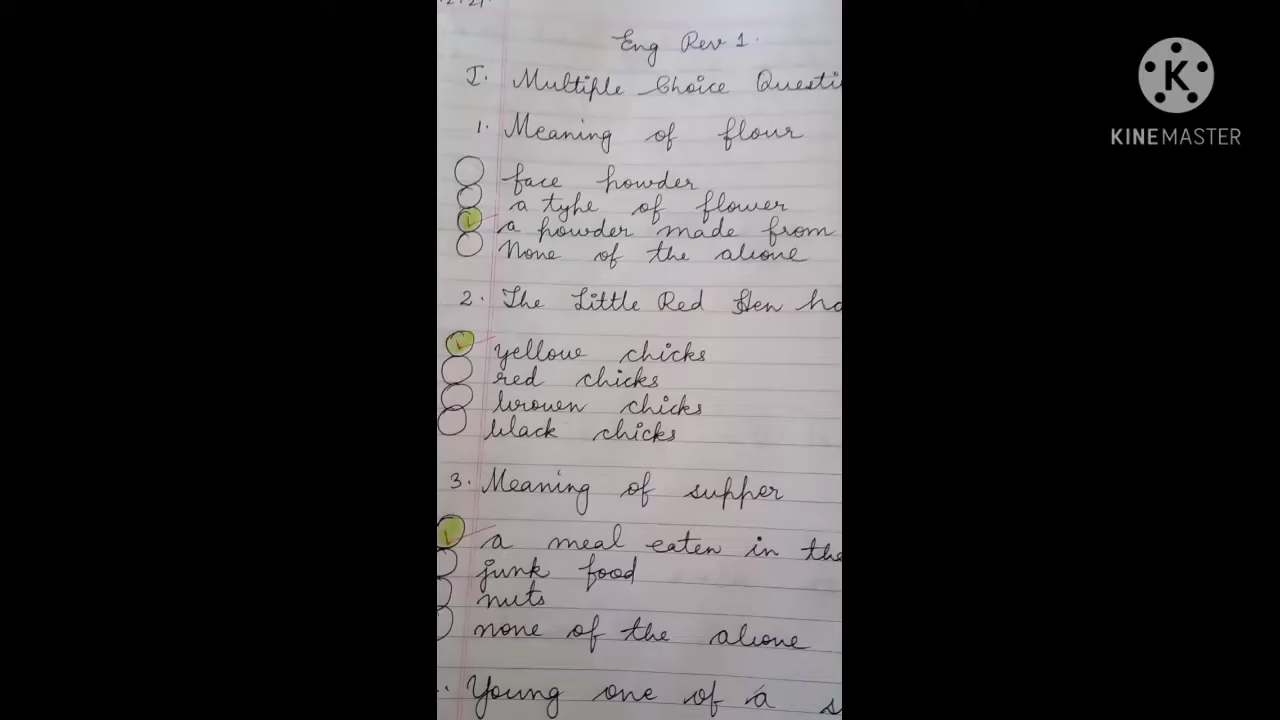 Eng Rev 1.
I. Multiple Choice
1. Meaning of flour
face powder
a type of flower
a powder made from
None of the above
2. The Little Red Hen
yellow chicks
red chicks
brown chicks
black chicks
3. Meaning of supper
a meal eaten in the
junk food
nuts
none of the above
Young one of a
K
KINEMASTER